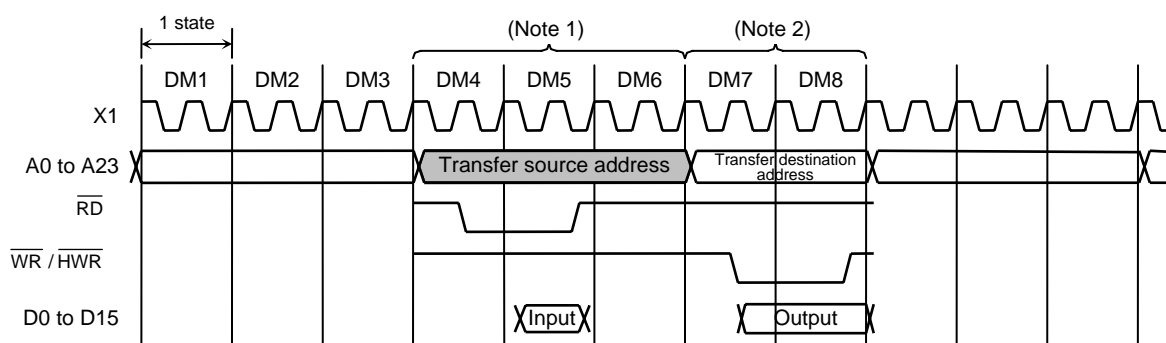 1 state
(Note 1)
(Note 2)
DM1 DM2 DM3 DM4 DM5 DM6 DM7 DM8
X1
A0 to A23
Transfer source address
Transfer destination
address
RD
WR / HWR
D0 to D15
Input
Output